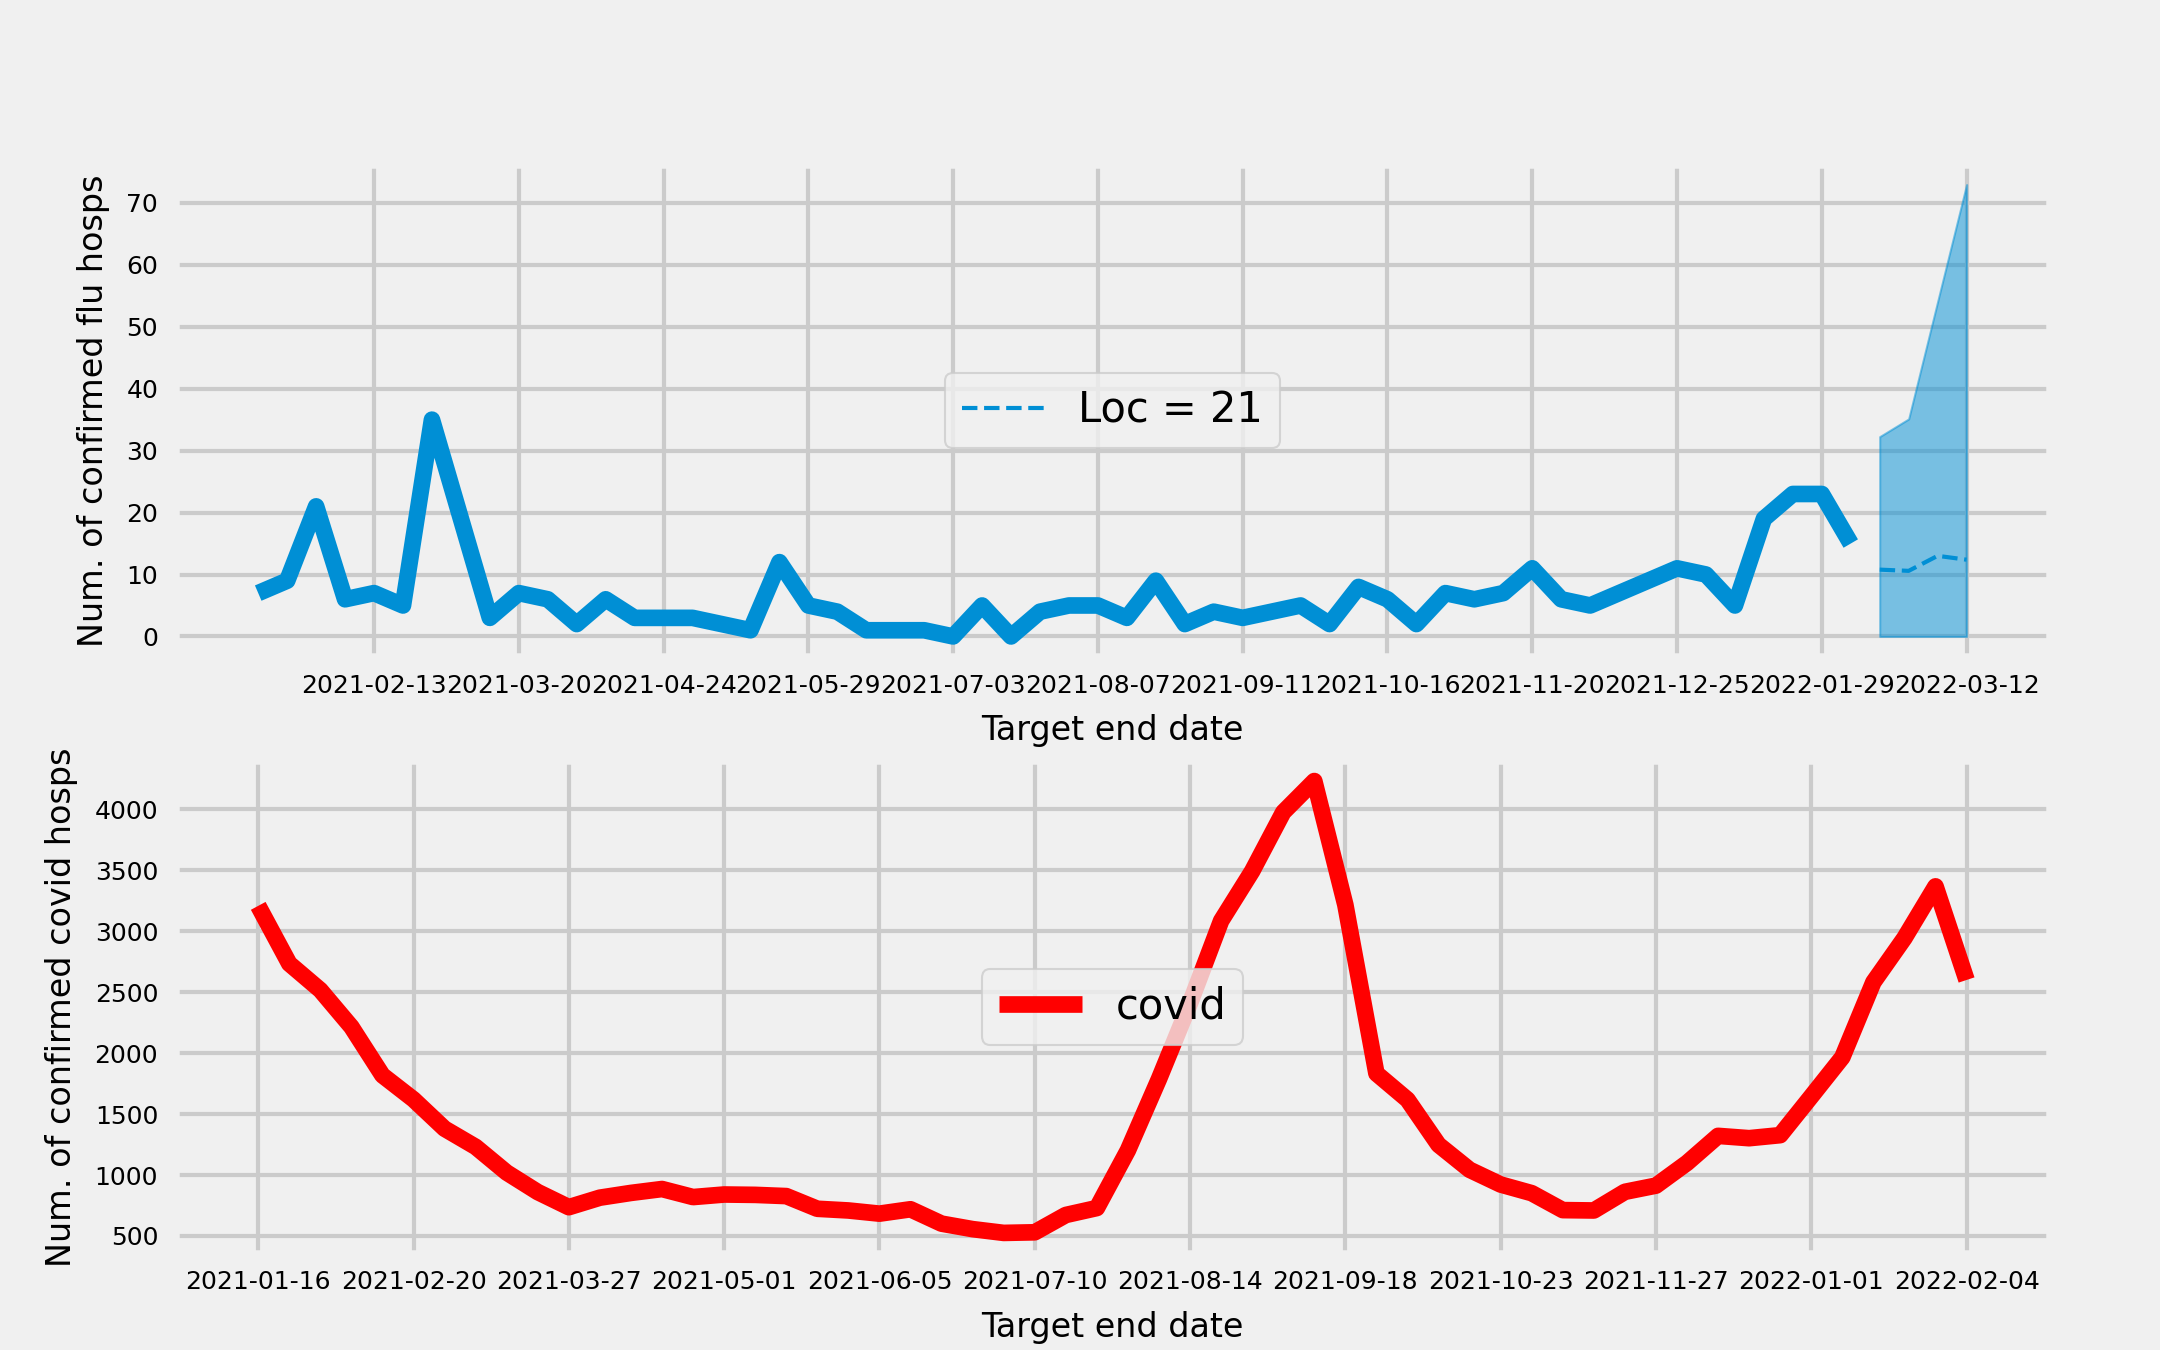 Num. of confirmed flu hosps
70
60
50
40
30
20
10
0
Loc = 21
2021-02-13 2021-03-20 2021-04-24 2021-05-29 2021-07-03 2021-08-07 2021-09-11 2021-10-16 2021-11-20 2021-12-25 2022-01-29 2022-03-12
Target end date
Num. of confirmed covid hosps
4000
3500
3000
2500
2000
1500
1000
500
covid
2021-01-16 2021-02-20 2021-03-27 2021-05-01 2021-06-05 2021-07-10 2021-08-14 2021-09-18 2021-10-23 2021-11-27 2022-01-01 2022-02-04
Target end date